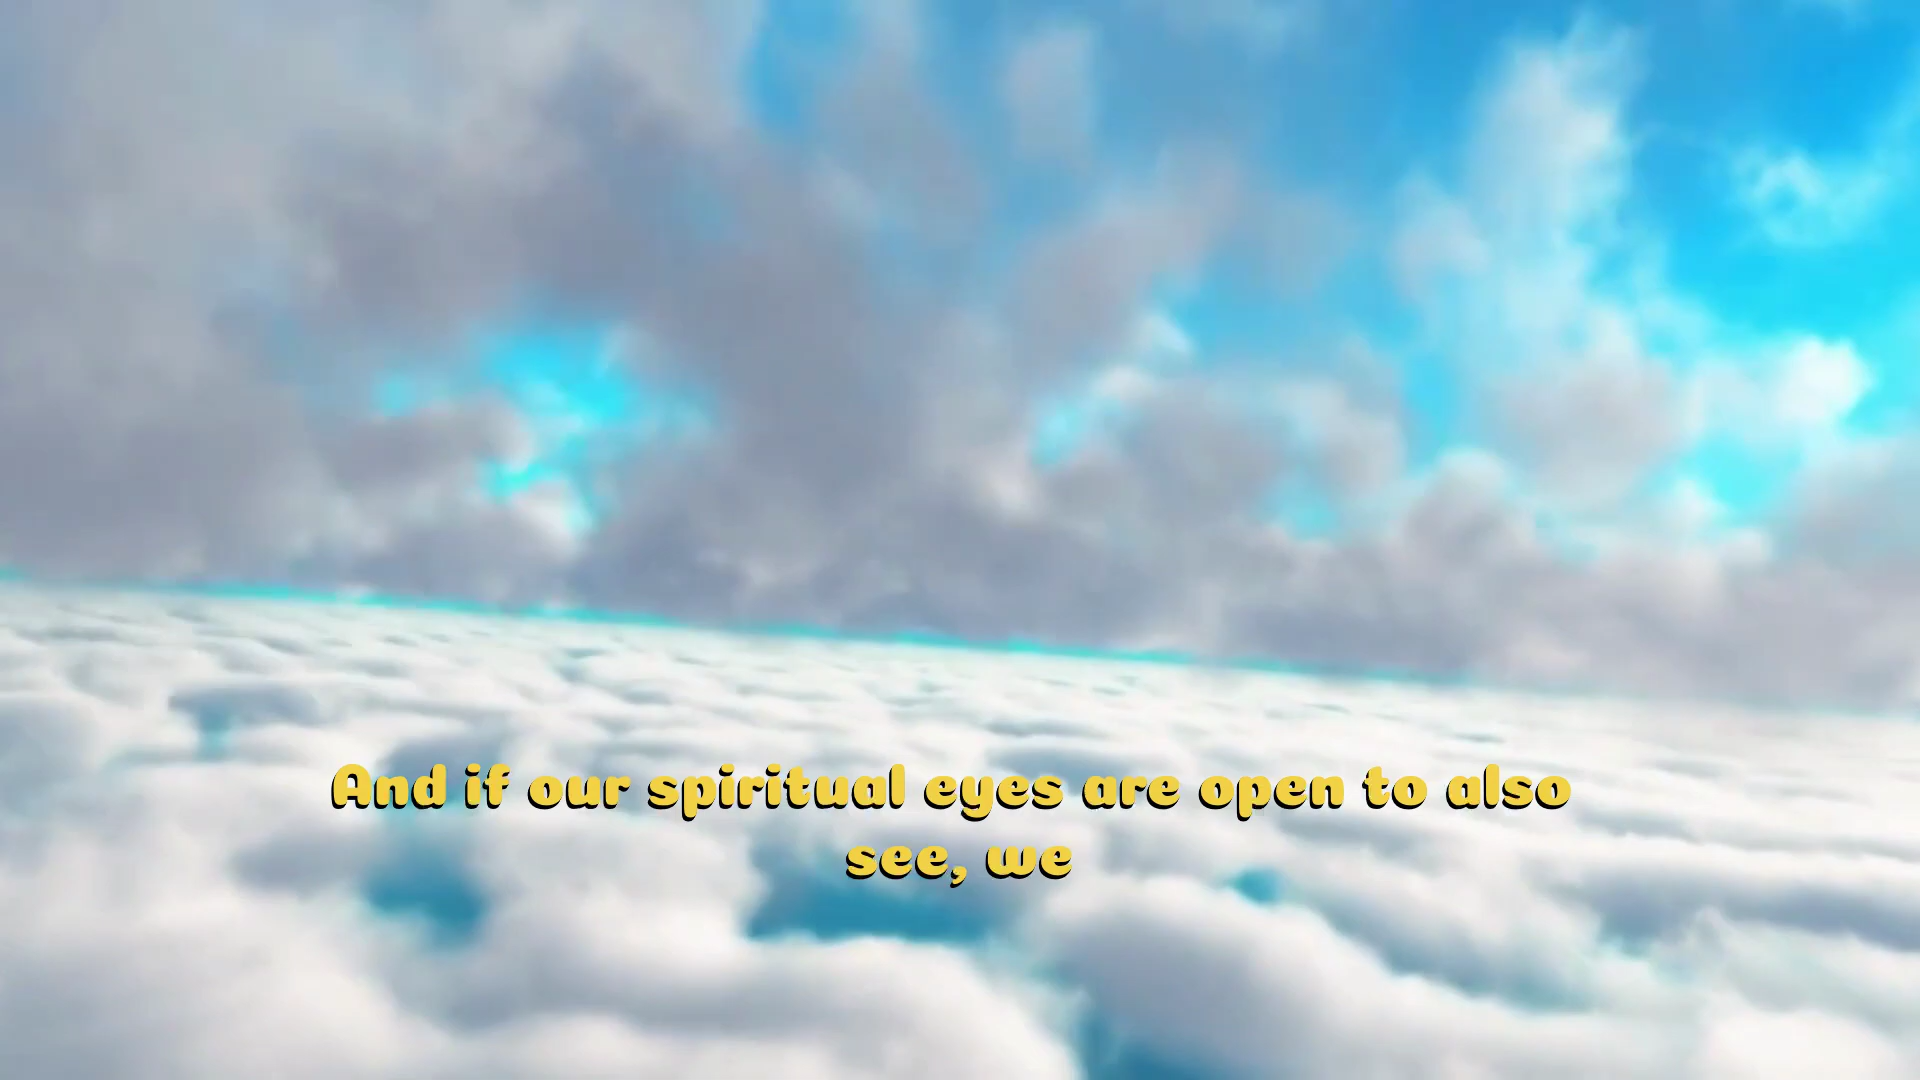 And if our spiritual eyes are open to also
see, we